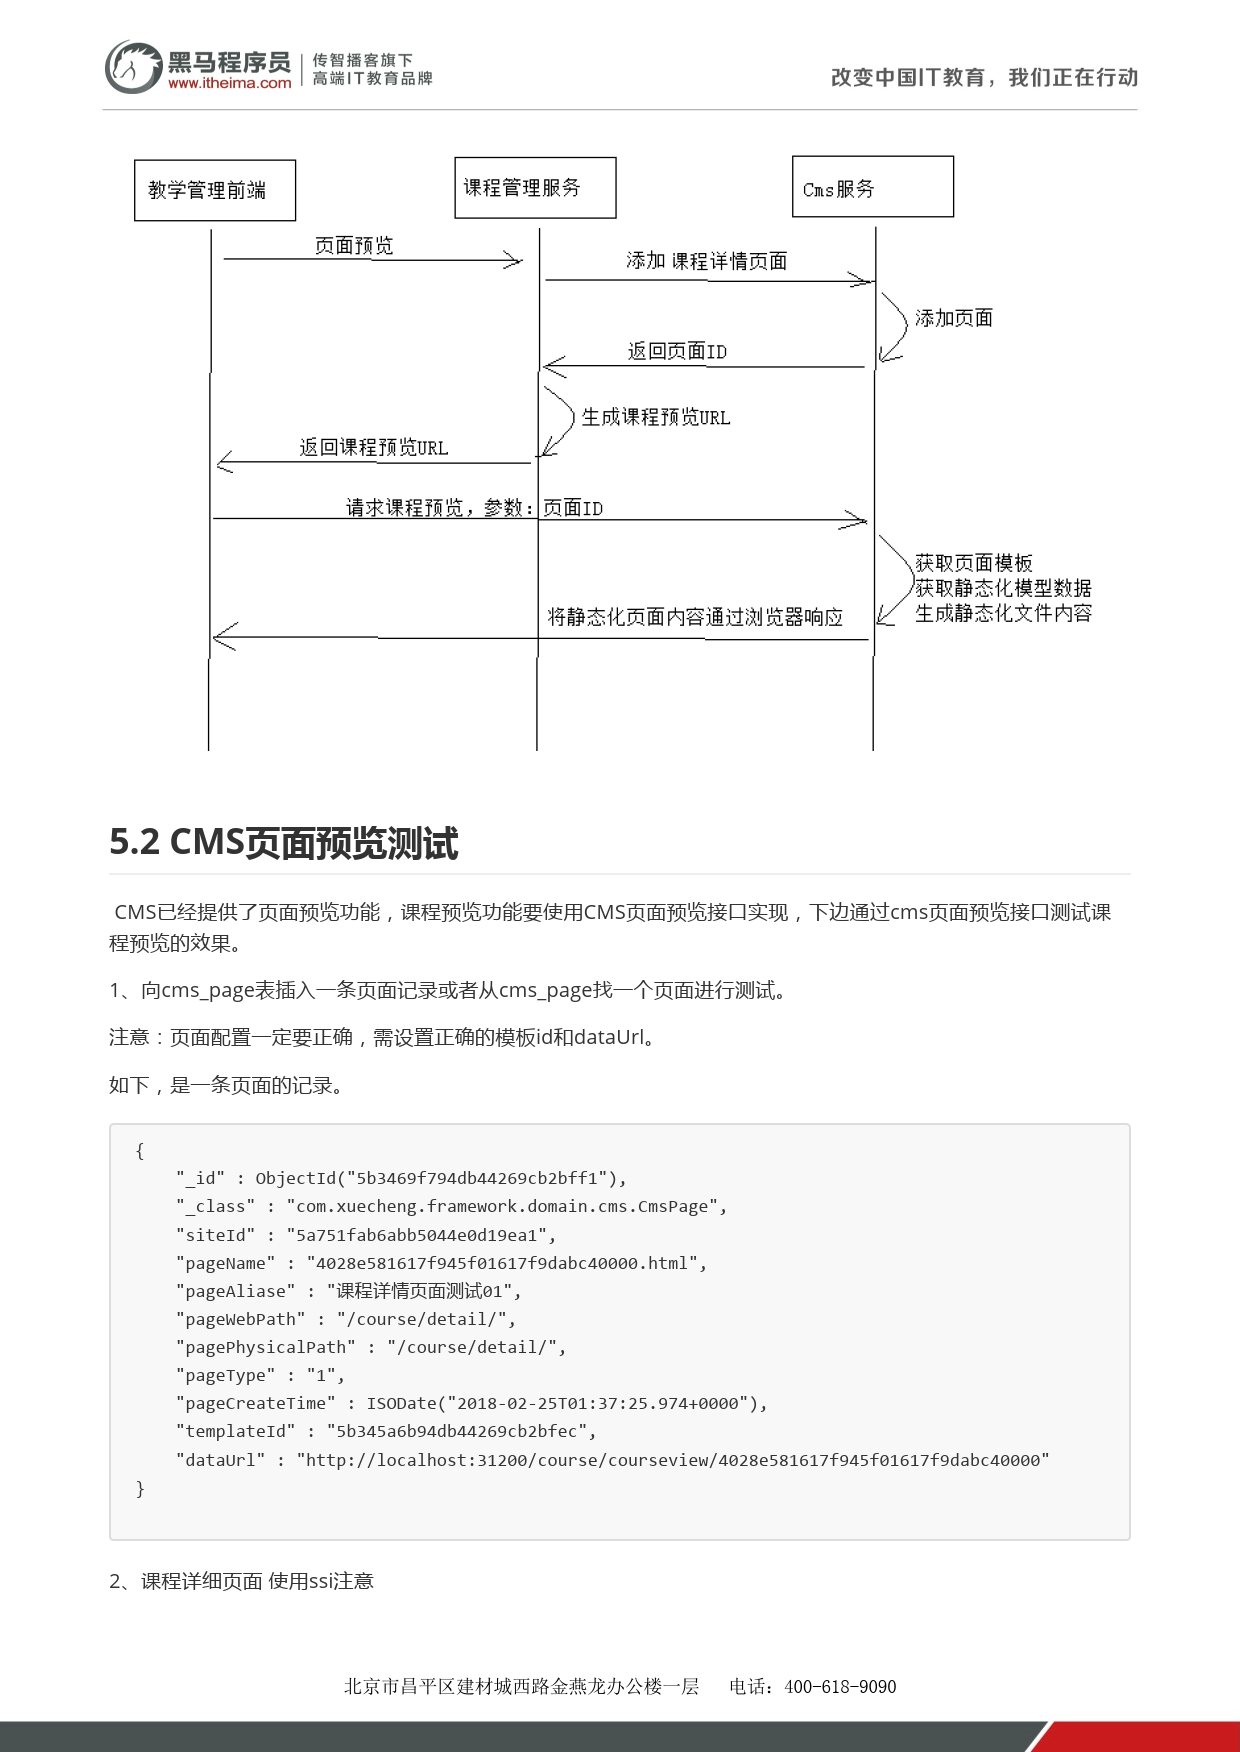 黑马程序员
www.itheima.com
传智播客旗下
高端IT教育品牌
改变中国IT教育，我们正在行动
教学管理前端
课程管理服务
Cms服务
页面预览
添加 课程详情页面
添加页面
返回页面ID
生成课程预览URL
返回课程预览URL
请求课程预览，参数：页面ID
获取页面模板
获取静态化模型数据
生成静态化文件内容
将静态化页面内容通过浏览器响应
5.2 CMS页面预览测试
CMS已经提供了页面预览功能，课程预览功能要使用CMS页面预览接口实现，下边通过cms页面预览接口测试课
程预览的效果。
1、向cms_page表插入一条页面记录或者从cms_page找一个页面进行测试。
注意：页面配置一定要正确，需设置正确的模板id和dataUrl。
如下，是一条页面的记录。
{
"_id" : ObjectId("5b3469f794db44269cb2bff1"),
"_class" : "com.xuecheng.framework.domain.cms.CmsPage",
"siteId" : "5a751fab6abb5044e0d19ea1",
"pageName" : "4028e581617f945f01617f9dabc40000.html",
"pageAliase" : "课程详情页面测试01",
"pageWebPath" : "/course/detail/",
"pagePhysicalPath" : "/course/detail/",
"pageType" : "1",
"pageCreateTime" : ISODate("2018-02-25T01:37:25.974+0000"),
"templateId" : "5b345a6b94db44269cb2bfec",
"dataUrl" : "http://localhost:31200/course/courseview/4028e581617f945f01617f9dabc40000"
}
2、课程详细页面 使用ssi注意
北京市昌平区建材城西路金燕龙办公楼一层 电话：400-618-9090